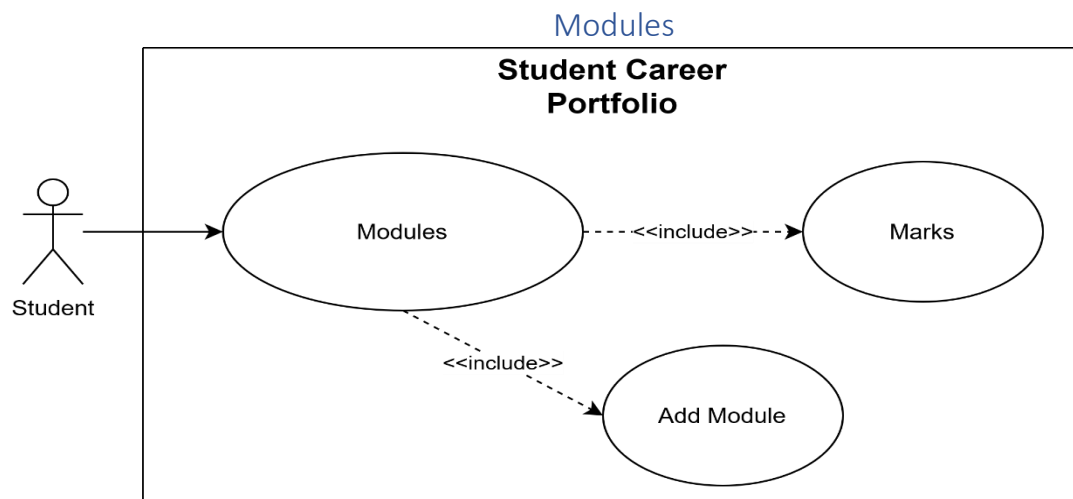 Modules
Student Career
Portfolio
Modules
<<include>>
Marks
Student
<<include>>
Add Module